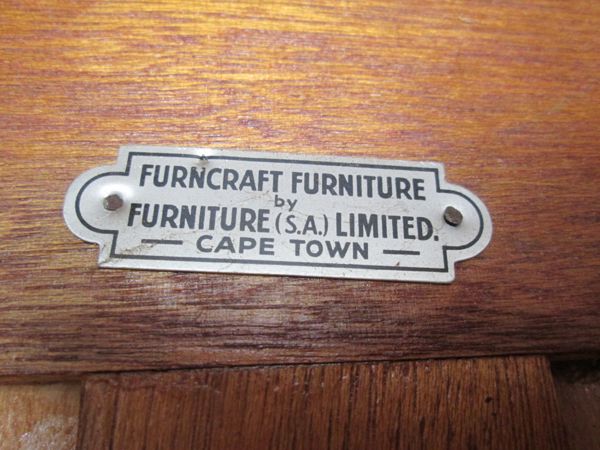 FURNCRAFT FURNITURE
by
FURNITURE (S.A.) LIMITED.
— CAPE TOWN —